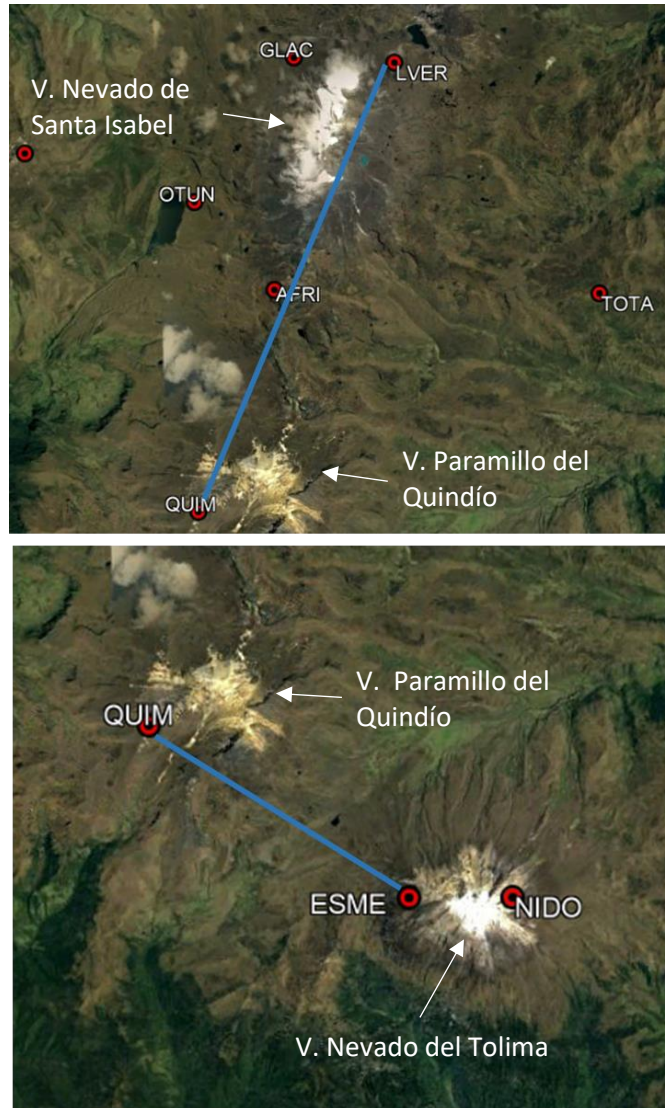 GLAC
LVER
V. Nevado de
Santa Isabel
OTUN
AFRI
TOTA
V. Paramillo del
Quindío
QUIM
V. Paramillo del
Quindío
QUIM
ESME
NIDO
V. Nevado del Tolima